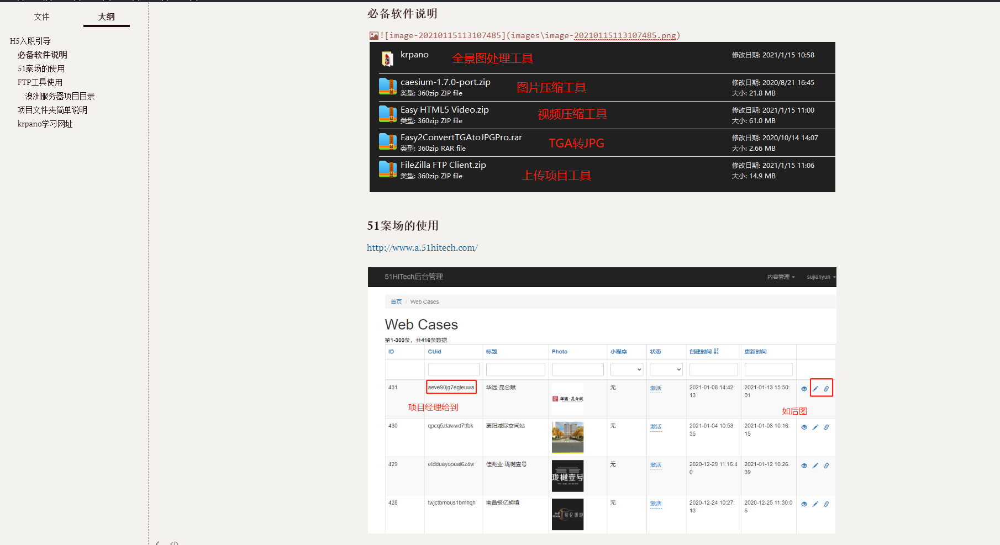 文件
大纲
H5入职引导
必备软件说明
51案场的使用
FTP工具使用
澳洲服务器项目目录
项目文件夹简单说明
krpano学习网址
必备软件说明
![image-20210115113107485](images\image-20210115113107485.png)
krpano 全景图处理工具 修改日期: 2021/1/15 10:58
caesium-1.7.0-port.zip 图片压缩工具 修改日期: 2020/8/21 16:45
类型: 360zip ZIP file 大小: 21.8 MB
Easy HTML5 Video.zip 视频压缩工具 修改日期: 2021/1/15 11:00
类型: 360zip ZIP file 大小: 61.0 MB
Easy2ConvertTGAtoJPGPro.rar TGA转JPG 修改日期: 2020/10/14 14:07
类型: 360zip RAR file 大小: 2.66 MB
FileZilla FTP Client.zip 上传项目工具 修改日期: 2021/1/15 11:06
类型: 360zip ZIP file 大小: 14.9 MB
51案场的使用
http://www.a.51hitech.com/
51HiTech后台管理 内容管理 sujianyun
首页 / Web Cases
Web Cases
第1-300条，共416条数据.
ID GUid 标题 Photo 小程序 状态 创建时间 更新时间
431 aeve90jg7egieuwa 华远·昆仑赋 华远·昆仑赋 无 激活 2021-01-08 14:42: 2021-01-13 15:50:
13 01
项目经理给到 如后图
430 qpcq5zlawwd7tfbk 襄阳城际空间站 无 激活 2021-01-04 10:53: 2021-01-08 10:16:
35 15
429 etdduayoooal6z4w 佳兆业·珑樾壹号 珑樾壹号 无 激活 2020-12-29 11:16:4 2021-01-12 10:26:
0 39
428 twjctbmous1bmhqh 南昌银亿朗境 无 激活 2020-12-24 10:27: 2020-12-25 11:30:0
13 6